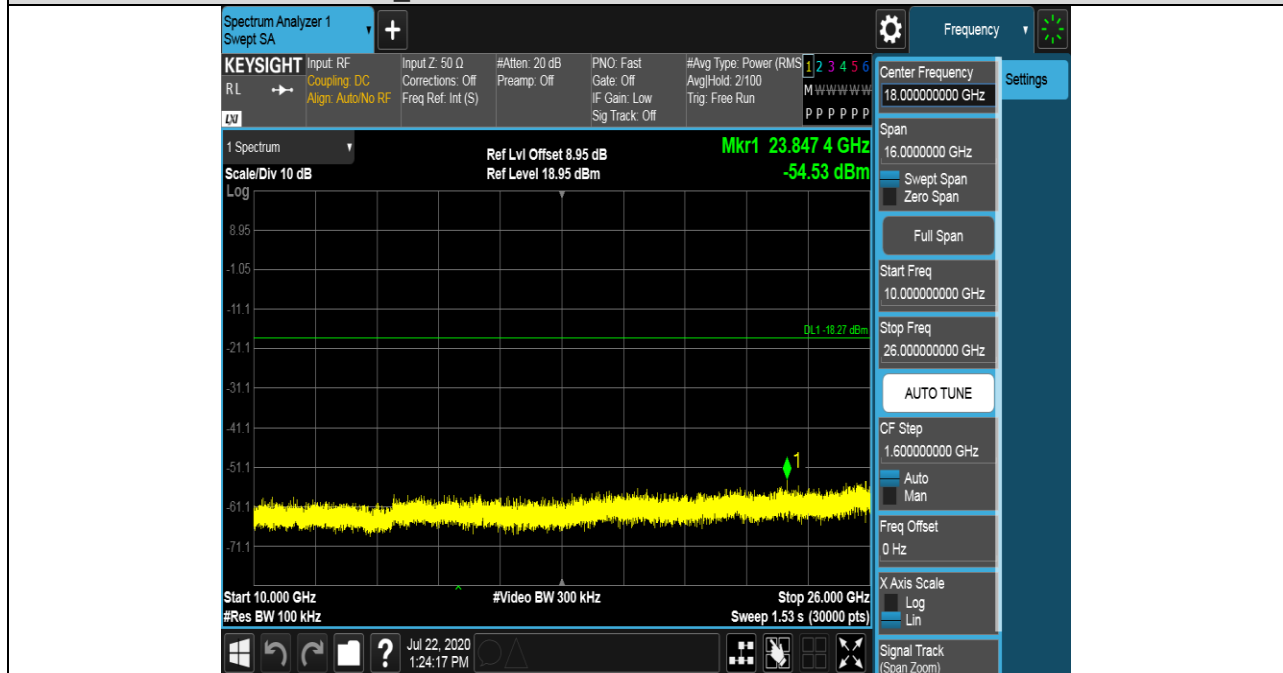 Spectrum Analyzer 1
Swept SA
+
Frequency
KEYSIGHT
RL
LXI
Input: RF
Coupling: DC
Align: Auto/No RF
Input Z: 50 Ω
Corrections: Off
Freq Ref: Int (S)
#Atten: 20 dB
Preamp: Off
PNO: Fast
Gate: Off
IF Gain: Low
Sig Track: Off
#Avg Type: Power (RMS
Avg|Hold: 2/100
Trig: Free Run
1 2 3 4 5 6
M W W W W W
P P P P P P
1 Spectrum
Scale/Div 10 dB
Log
Ref Lvl Offset 8.95 dB
Ref Level 18.95 dBm
Mkr1 23.847 4 GHz
-54.53 dBm
8.95
-1.05
-11.1
-21.1
-31.1
-41.1
-51.1
-61.1
-71.1
DL1 -18.27 dBm
1
Start 10.000 GHz
#Res BW 100 kHz
#Video BW 300 kHz
Stop 26.000 GHz
Sweep 1.53 s (30000 pts)
Center Frequency
18.000000000 GHz
Span
16.0000000 GHz
Swept Span
Zero Span
Full Span
Start Freq
10.000000000 GHz
Stop Freq
26.000000000 GHz
AUTO TUNE
CF Step
1.600000000 GHz
Auto
Man
Freq Offset
0 Hz
X Axis Scale
Log
Lin
Signal Track
(Span Zoom)
Settings
?
Jul 22, 2020
1:24:17 PM